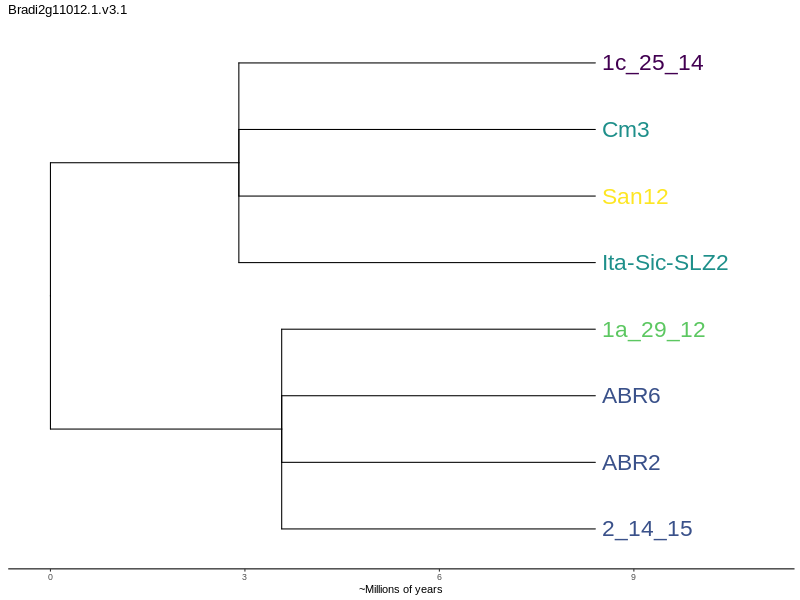 Bradi2g11012.1.v3.1
1c_25_14
Cm3
San12
Ita-Sic-SLZ2
1a_29_12
ABR6
ABR2
2_14_15
0 3 6 9
~Millions of years